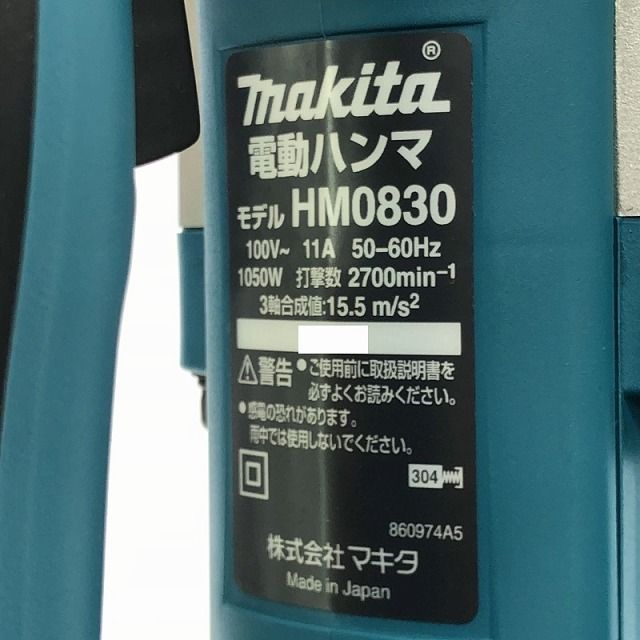 makita®
電動ハンマ
モデル HM0830
100V~ 11A 50-60Hz
1050W 打撃数 2700min-1
3軸合成値:15.5 m/s2
警告 ●ご使用前に取扱説明書を
必ずよくお読みください。
●感電の恐れがあります。
雨中では使用しないでください。
304
860974A5
株式会社 マキタ
Made in Japan